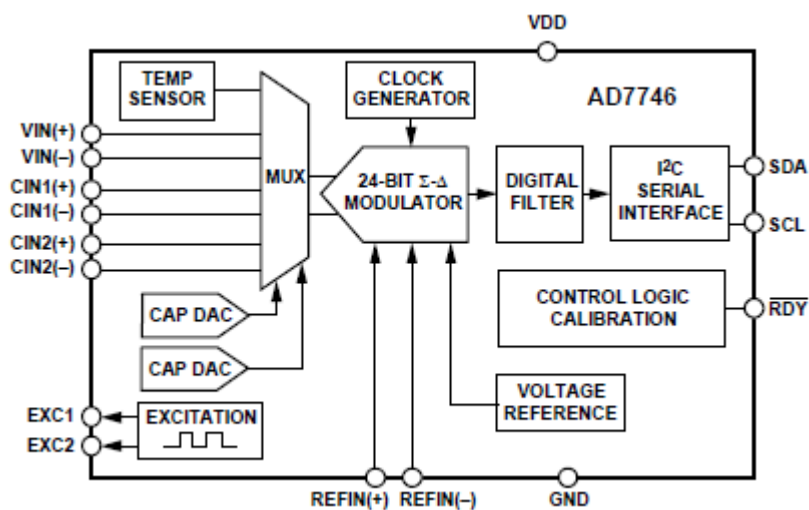 VDD
TEMP
SENSOR
CLOCK
GENERATOR
AD7746
VIN(+)
VIN(–)
CIN1(+)
CIN1(–)
CIN2(+)
CIN2(–)
MUX
24-BIT Σ-Δ
MODULATOR
DIGITAL
FILTER
I²C
SERIAL
INTERFACE
SDA
SCL
CAP DAC
CAP DAC
CONTROL LOGIC
CALIBRATION
R̅D̅Y̅
EXC1
EXC2
EXCITATION
VOLTAGE
REFERENCE
REFIN(+)
REFIN(–)
GND